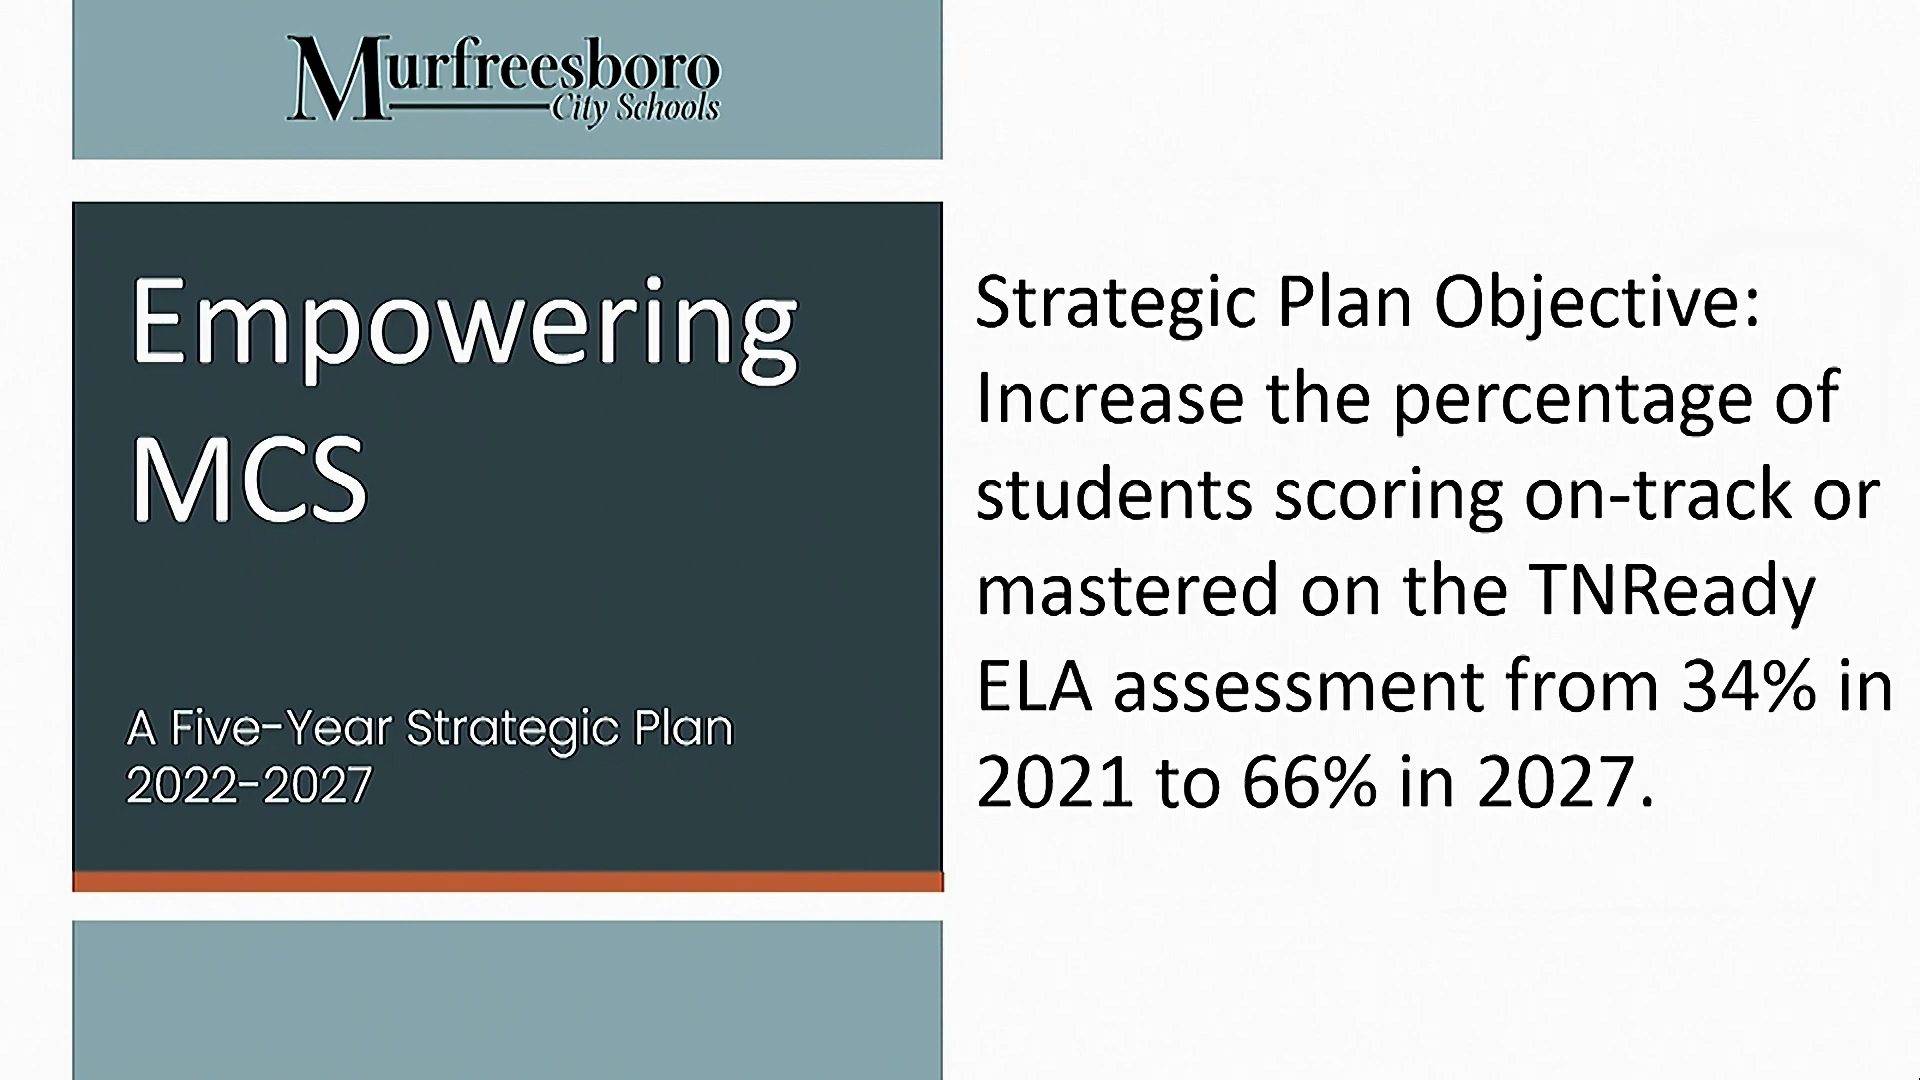 Murfreesboro
City Schools
Empowering
MCS
A Five-Year Strategic Plan
2022-2027
Strategic Plan Objective:
Increase the percentage of
students scoring on-track or
mastered on the TNReady
ELA assessment from 34% in
2021 to 66% in 2027.